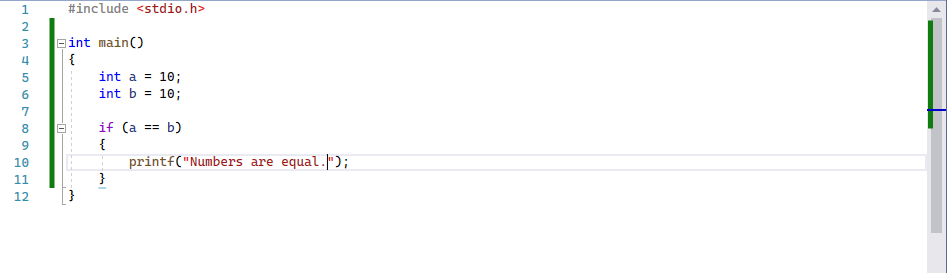 1 #include <stdio.h>
2
3 int main()
4 {
5     int a = 10;
6     int b = 10;
7
8     if (a == b)
9     {
10         printf("Numbers are equal.");
11     }
12 }